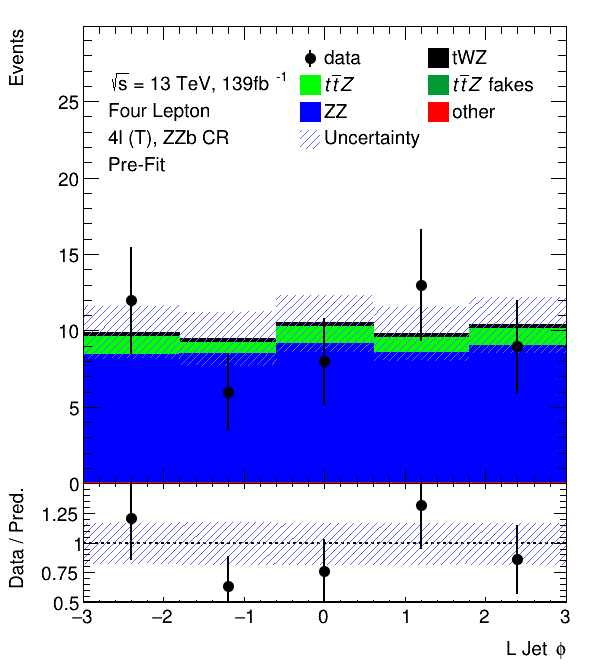 Events
data
tt̄Z
ZZ
Uncertainty
tWZ
tt̄Z fakes
other
√s = 13 TeV, 139fb⁻¹
Four Lepton
4l (T), ZZb CR
Pre-Fit
25
20
15
10
5
0
Data / Pred.
1.25
1
0.75
0.5
−3 −2 −1 0 1 2 3
L Jet ϕ